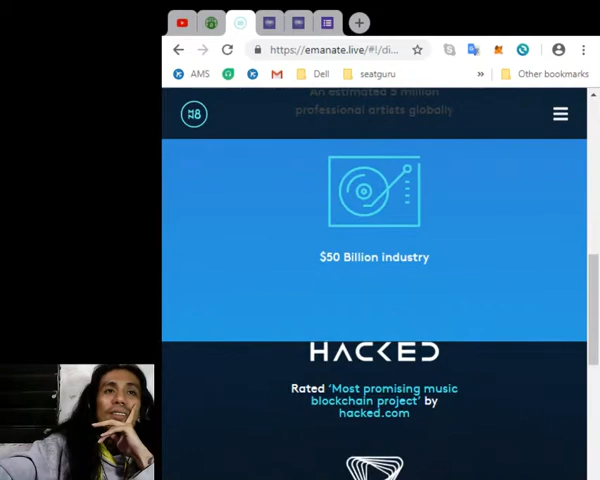 https://emanate.live/#!/di...
AMS
Dell
seatguru
»
Other bookmarks
An estimated 5 million
professional artists globally
$50 Billion industry
HACKED
Rated ‘Most promising music
blockchain project’ by
hacked.com